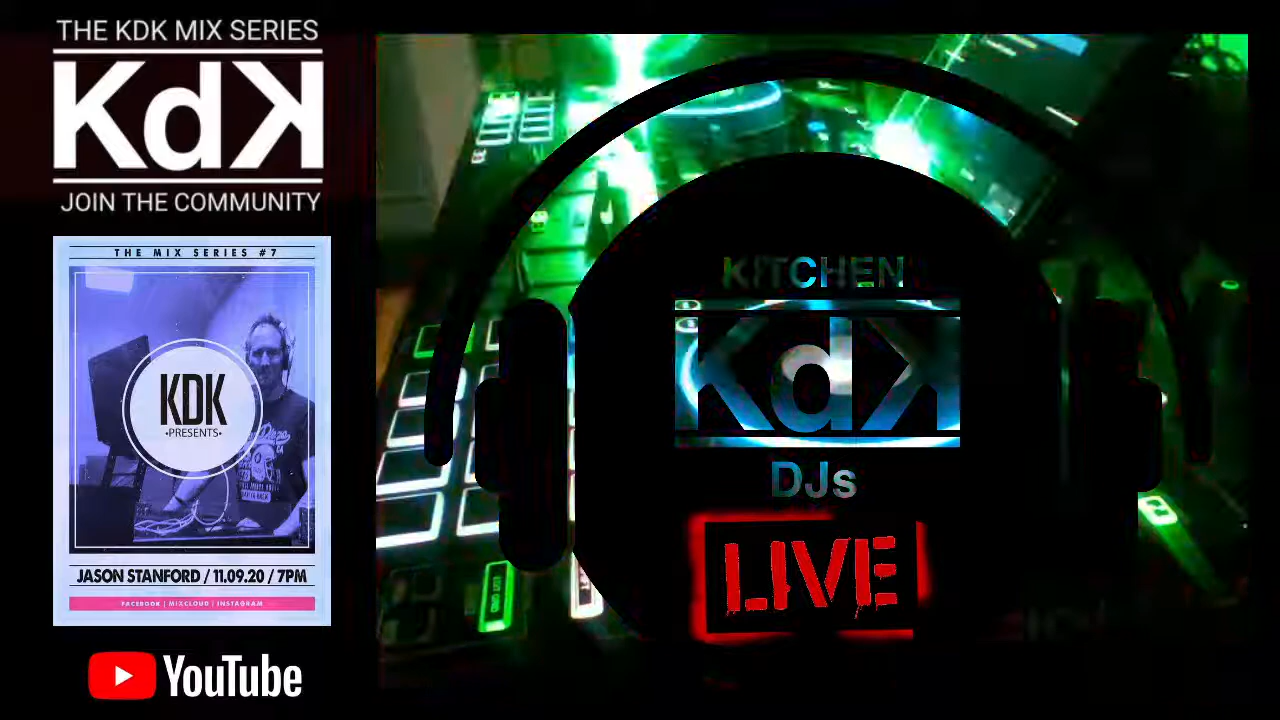 THE KDK MIX SERIES
KdK
JOIN THE COMMUNITY
THE MIX SERIES #7
KDK
•PRESENTS•
JASON STANFORD / 11.09.20 / 7PM
FACEBOOK | MIXCLOUD | INSTAGRAM
YouTube
KITCHEN
KdK
DJs
LIVE